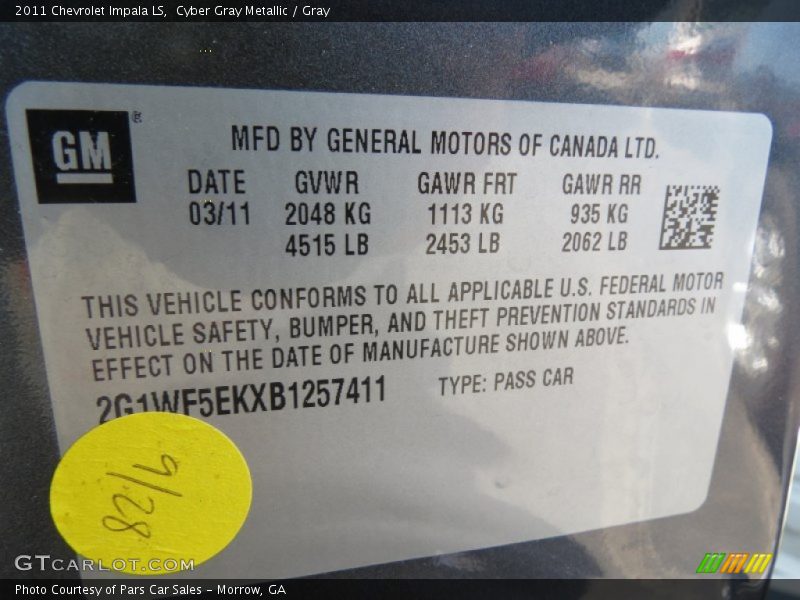 2011 Chevrolet Impala LS, Cyber Gray Metallic / Gray
GM ®
MFD BY GENERAL MOTORS OF CANADA LTD.
DATE GVWR GAWR FRT GAWR RR
03/11 2048 KG 1113 KG 935 KG
4515 LB 2453 LB 2062 LB
THIS VEHICLE CONFORMS TO ALL APPLICABLE U.S. FEDERAL MOTOR
VEHICLE SAFETY, BUMPER, AND THEFT PREVENTION STANDARDS IN
EFFECT ON THE DATE OF MANUFACTURE SHOWN ABOVE.
2G1WF5EKXB1257411 TYPE: PASS CAR
9/28
GTCARLOT.COM
Photo Courtesy of Pars Car Sales - Morrow, GA